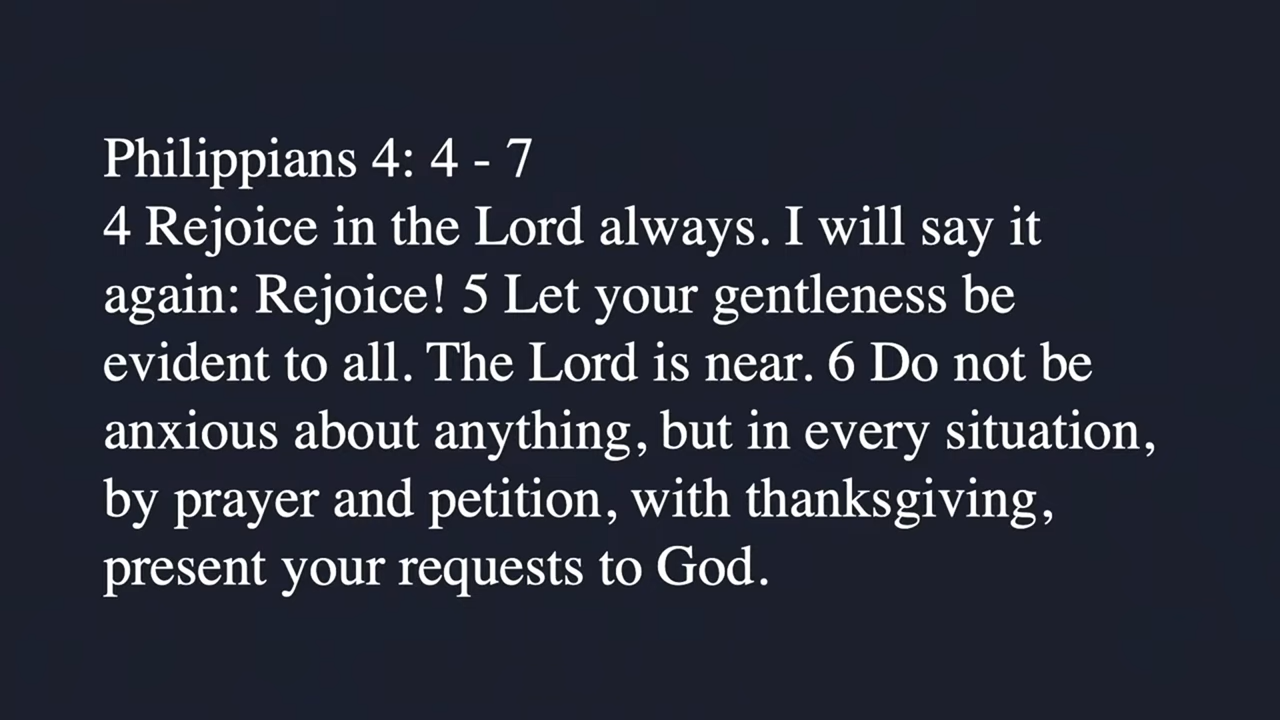 Philippians 4: 4 - 7
4 Rejoice in the Lord always. I will say it
again: Rejoice! 5 Let your gentleness be
evident to all. The Lord is near. 6 Do not be
anxious about anything, but in every situation,
by prayer and petition, with thanksgiving,
present your requests to God.